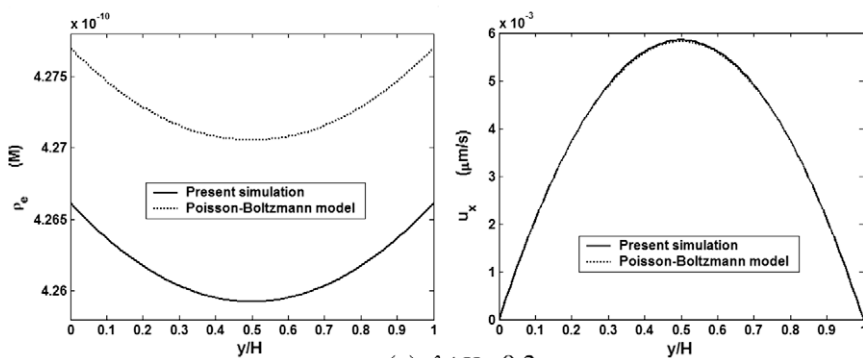 x 10⁻¹⁰
4.275
4.27
4.265
4.26
ρe (M)
Present simulation
Poisson-Boltzmann model
0 0.1 0.2 0.3 0.4 0.5 0.6 0.7 0.8 0.9 1
y/H
x 10⁻³
6
5
4
3
2
1
0
ux (μm/s)
Present simulation
Poisson-Boltzmann model
0 0.1 0.2 0.3 0.4 0.5 0.6 0.7 0.8 0.9 1
y/H